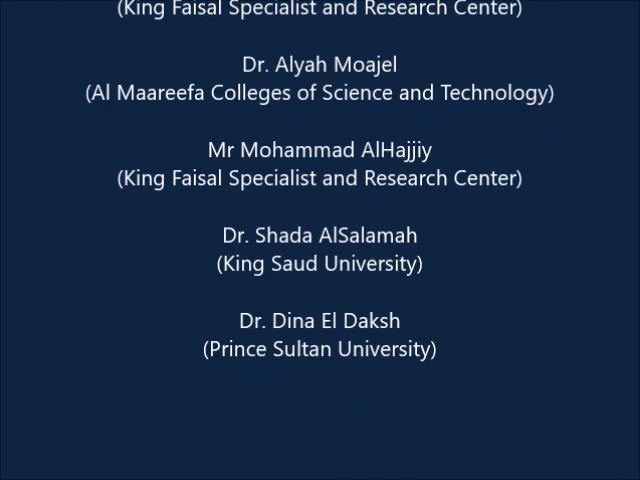 (King Faisal Specialist and Research Center)
Dr. Alyah Moajel
(Al Maareefa Colleges of Science and Technology)
Mr Mohammad AlHajjiy
(King Faisal Specialist and Research Center)
Dr. Shada AlSalamah
(King Saud University)
Dr. Dina El Daksh
(Prince Sultan University)